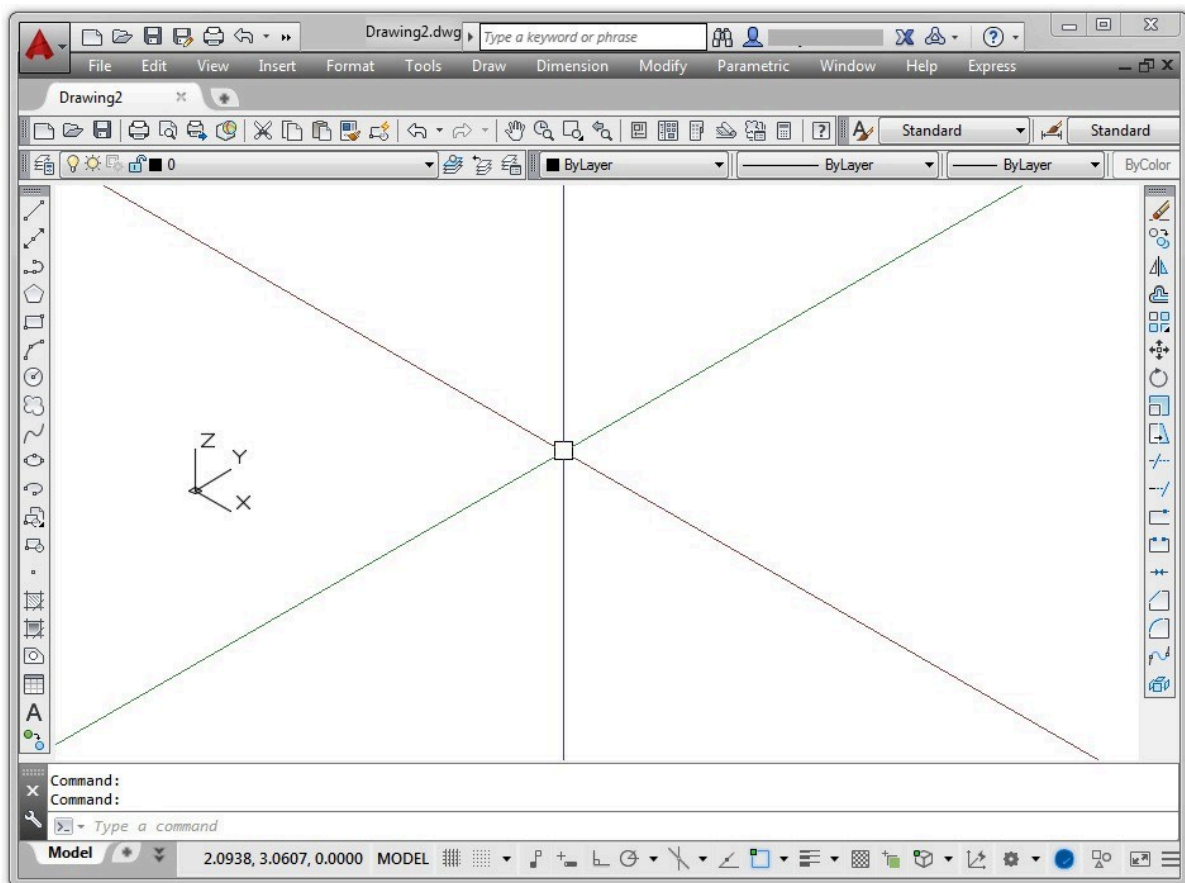 Drawing2.dwg Type a keyword or phrase
File Edit View Insert Format Tools Draw Dimension Modify Parametric Window Help Express
Drawing2
Standard Standard
0 ByLayer ByLayer ByLayer ByColor
Z
Y
X
A
Command:
Command:
Type a command
Model 2.0938, 3.0607, 0.0000 MODEL